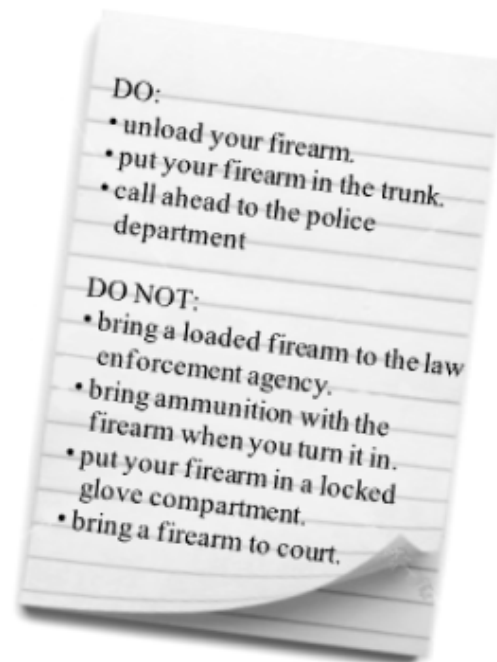 DO:
• unload your firearm.
• put your firearm in the trunk.
• call ahead to the police
department
DO NOT:
• bring a loaded firearm to the law
enforcement agency.
• bring ammunition with the
firearm when you turn it in.
• put your firearm in a locked
glove compartment.
• bring a firearm to court.